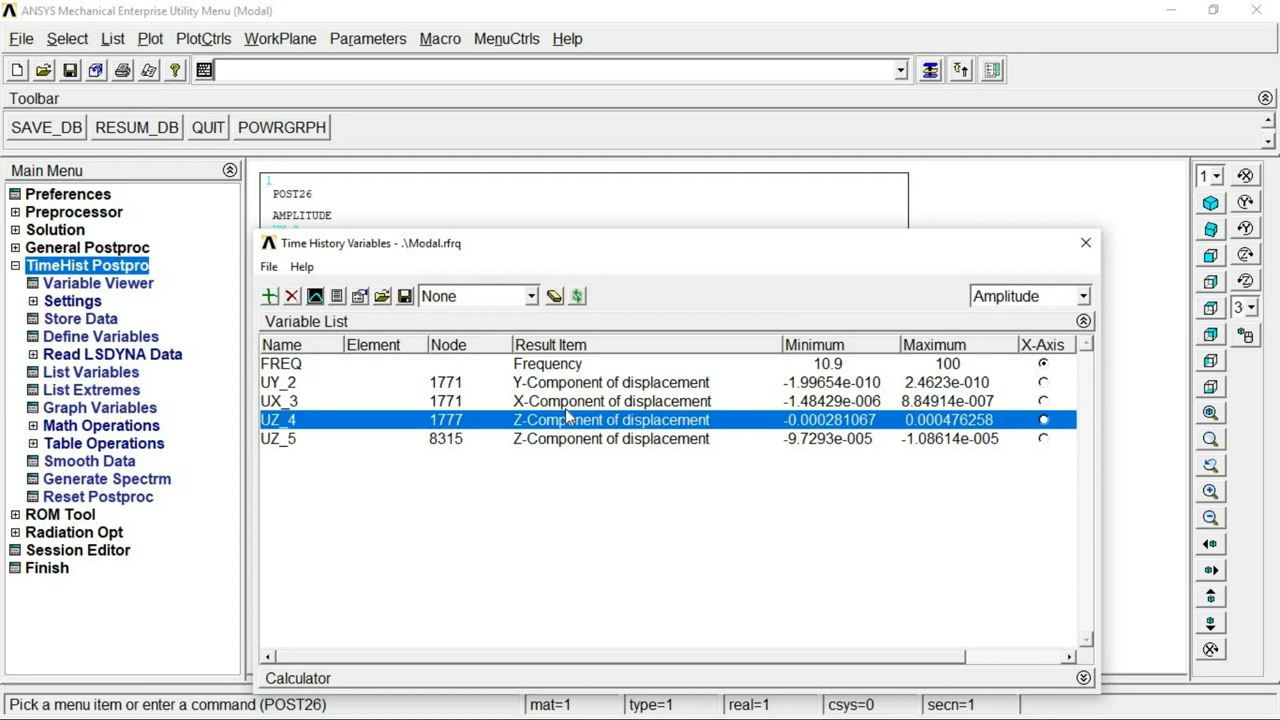 ANSYS Mechanical Enterprise Utility Menu (Modal)
File Select List Plot PlotCtrls WorkPlane Parameters Macro MenuCtrls Help
Toolbar
SAVE_DB RESUM_DB QUIT POWRGRPH
Main Menu
Preferences
Preprocessor
Solution
General Postproc
TimeHist Postpro
Variable Viewer
Settings
Store Data
Define Variables
Read LSDYNA Data
List Variables
List Extremes
Graph Variables
Math Operations
Table Operations
Smooth Data
Generate Spectrm
Reset Postproc
ROM Tool
Radiation Opt
Session Editor
Finish
1
POST26
AMPLITUDE
Time History Variables - .\Modal.rfrq
File Help
None Amplitude
Variable List
Name Element Node Result Item Minimum Maximum X-Axis
FREQ Frequency 10.9 100
UY_2 1771 Y-Component of displacement -1.99654e-010 2.4623e-010
UX_3 1771 X-Component of displacement -1.48429e-006 8.84914e-007
UZ_4 1777 Z-Component of displacement -0.000281067 0.000476258
UZ_5 8315 Z-Component of displacement -9.7293e-005 -1.08614e-005
Calculator
1
3
Pick a menu item or enter a command (POST26) mat=1 type=1 real=1 csys=0 secn=1